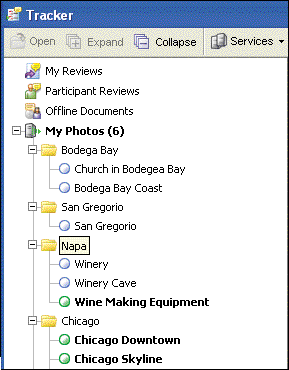 Tracker
Open Expand Collapse Services
My Reviews
Participant Reviews
Offline Documents
My Photos (6)
Bodega Bay
Church in Bodegea Bay
Bodega Bay Coast
San Gregorio
San Gregorio
Napa
Winery
Winery Cave
Wine Making Equipment
Chicago
Chicago Downtown
Chicago Skyline